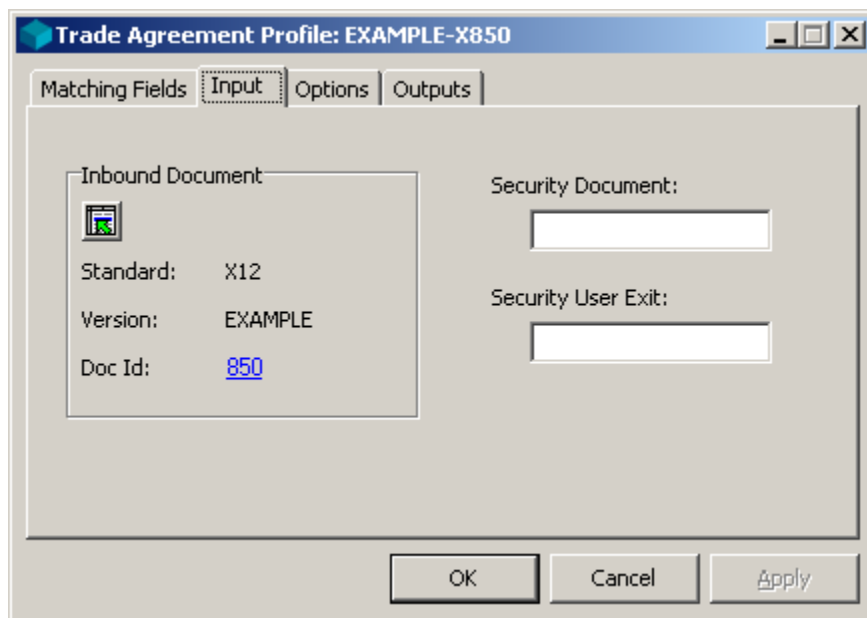 Trade Agreement Profile: EXAMPLE-X850
Matching Fields Input Options Outputs
Inbound Document
Standard: X12
Version: EXAMPLE
Doc Id: 850
Security Document:
Security User Exit:
OK Cancel Apply